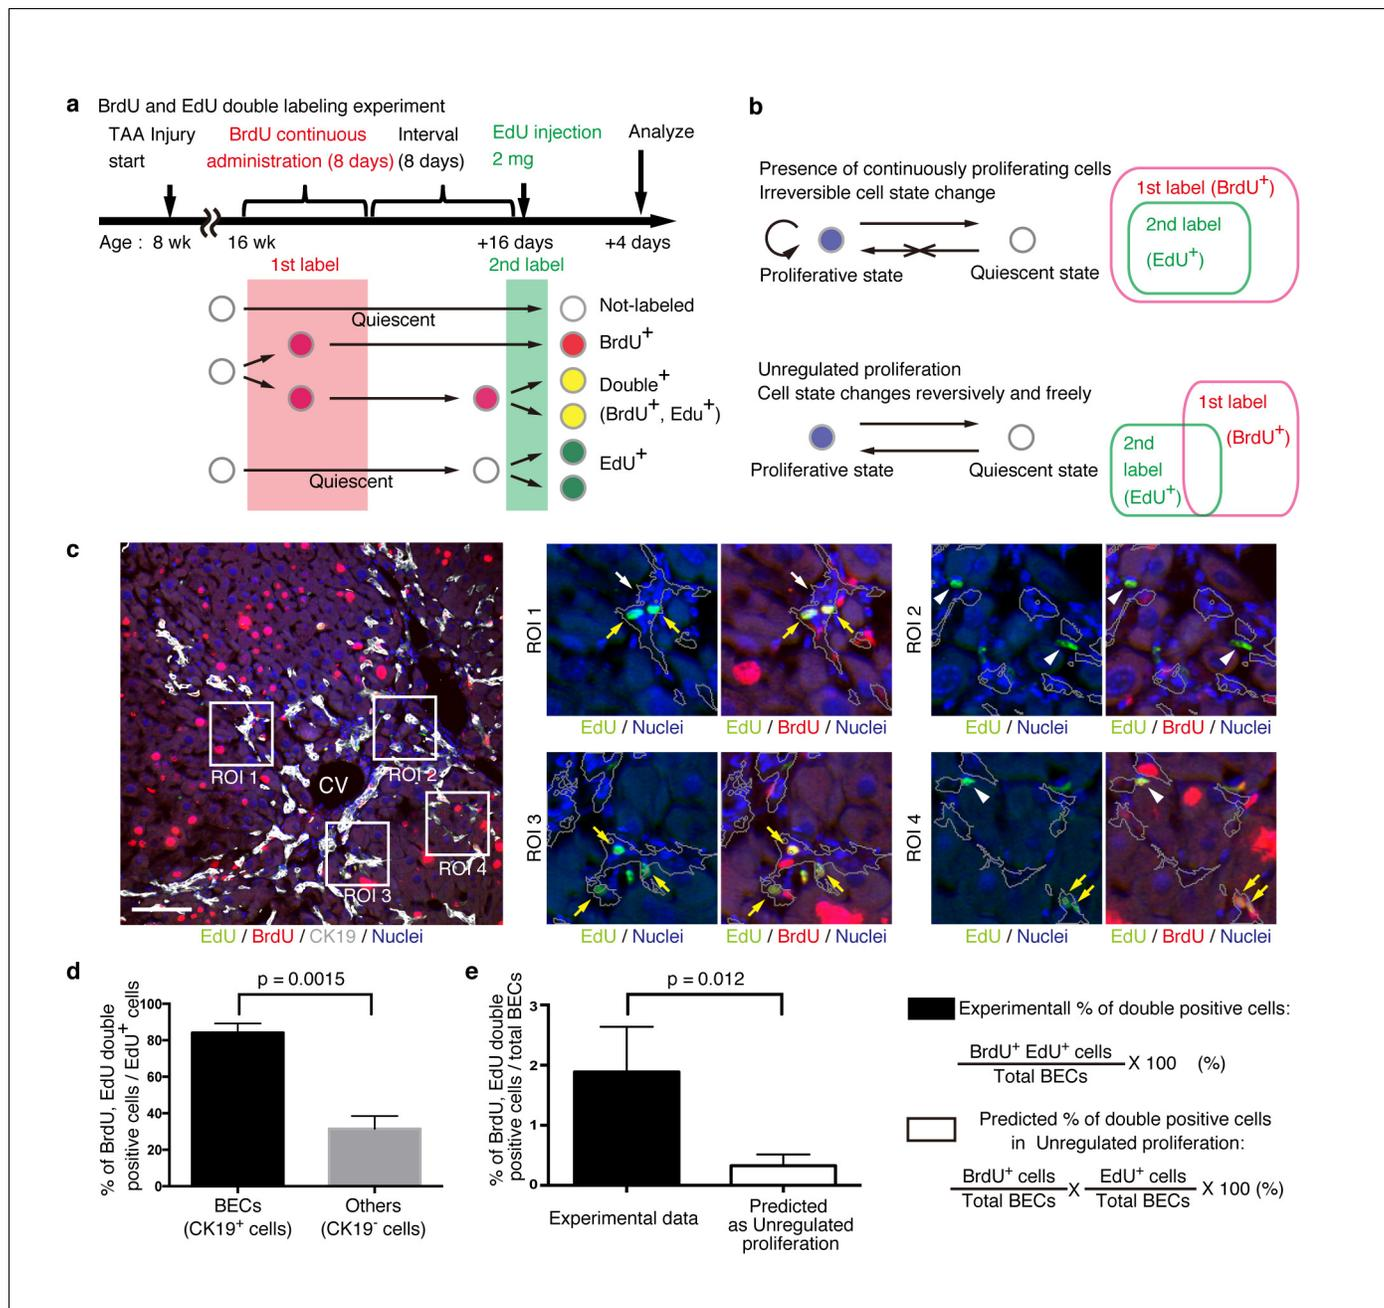 a
BrdU and EdU double labeling experiment
TAA Injury
start
BrdU continuous
administration (8 days)
Interval
(8 days)
EdU injection
2 mg
Analyze
Age : 8 wk
16 wk
+16 days
+4 days
1st label
2nd label
Quiescent
Not-labeled
BrdU+
Double+
(BrdU+, Edu+)
Quiescent
EdU+
b
Presence of continuously proliferating cells
Irreversible cell state change
Proliferative state
Quiescent state
1st label (BrdU+)
2nd label
(EdU+)
Unregulated proliferation
Cell state changes reversively and freely
Proliferative state
Quiescent state
1st label
(BrdU+)
2nd
label
(EdU+)
c
ROI 1
ROI 2
CV
ROI 3
ROI 4
EdU / BrdU / CK19 / Nuclei
ROI 1
EdU / Nuclei
EdU / BrdU / Nuclei
ROI 2
EdU / Nuclei
EdU / BrdU / Nuclei
ROI 3
EdU / Nuclei
EdU / BrdU / Nuclei
ROI 4
EdU / Nuclei
EdU / BrdU / Nuclei
d
% of BrdU, EdU double
positive cells / EdU+ cells
p = 0.0015
100
80
60
40
20
0
BECs
(CK19+ cells)
Others
(CK19- cells)
e
% of BrdU, EdU double
positive cells / total BECs
p = 0.012
3
2
1
0
Experimental data
Predicted
as Unregulated
proliferation
Experimentall % of double positive cells:
BrdU+ EdU+ cells
Total BECs
X 100 (%)
Predicted % of double positive cells
in Unregulated proliferation:
BrdU+ cells
Total BECs
X
EdU+ cells
Total BECs
X 100 (%)